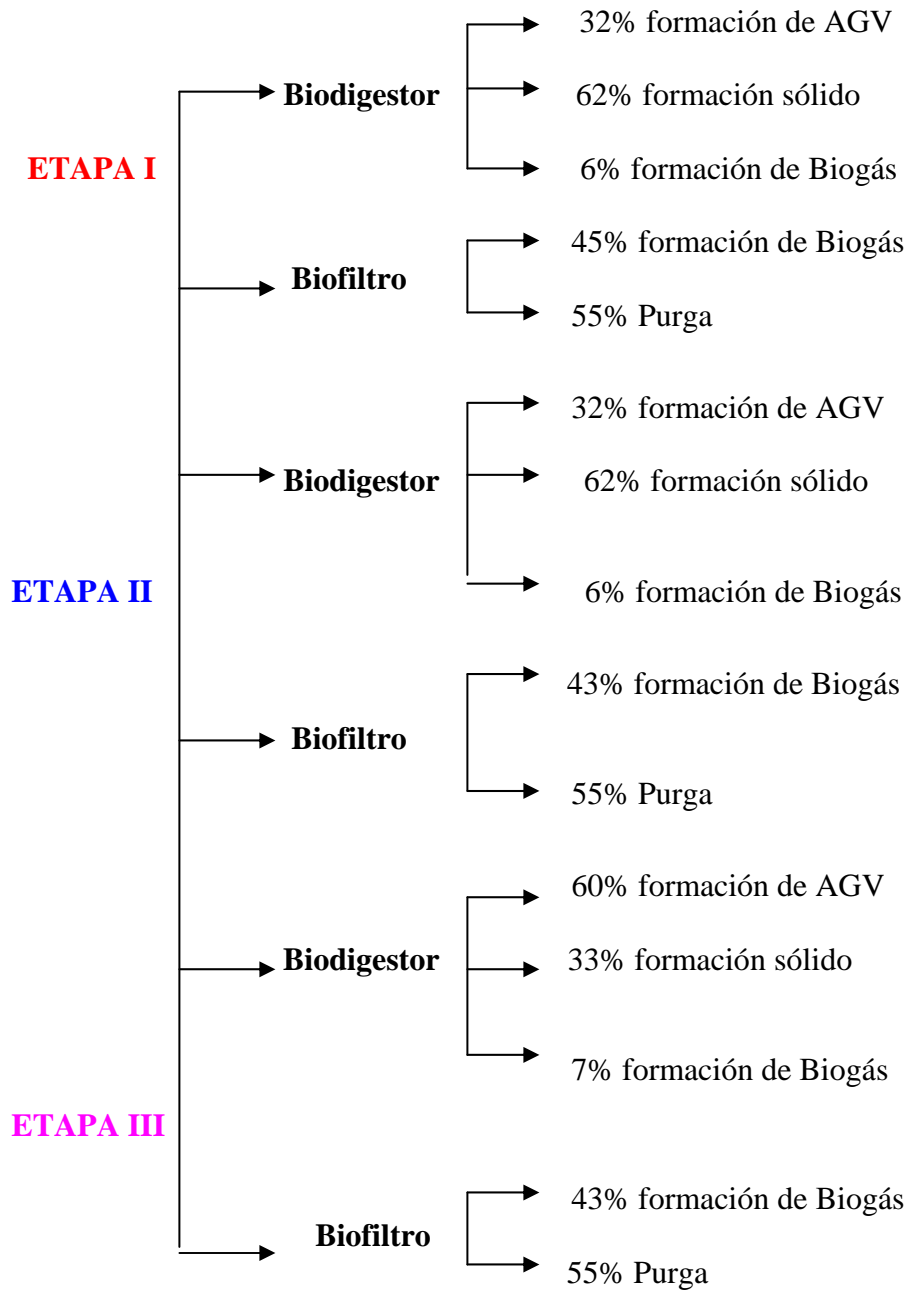 32% formación de AGV
Biodigestor
62% formación sólido
ETAPA I
6% formación de Biogás
45% formación de Biogás
Biofiltro
55% Purga
32% formación de AGV
Biodigestor
62% formación sólido
ETAPA II
6% formación de Biogás
43% formación de Biogás
Biofiltro
55% Purga
60% formación de AGV
Biodigestor
33% formación sólido
7% formación de Biogás
ETAPA III
43% formación de Biogás
Biofiltro
55% Purga